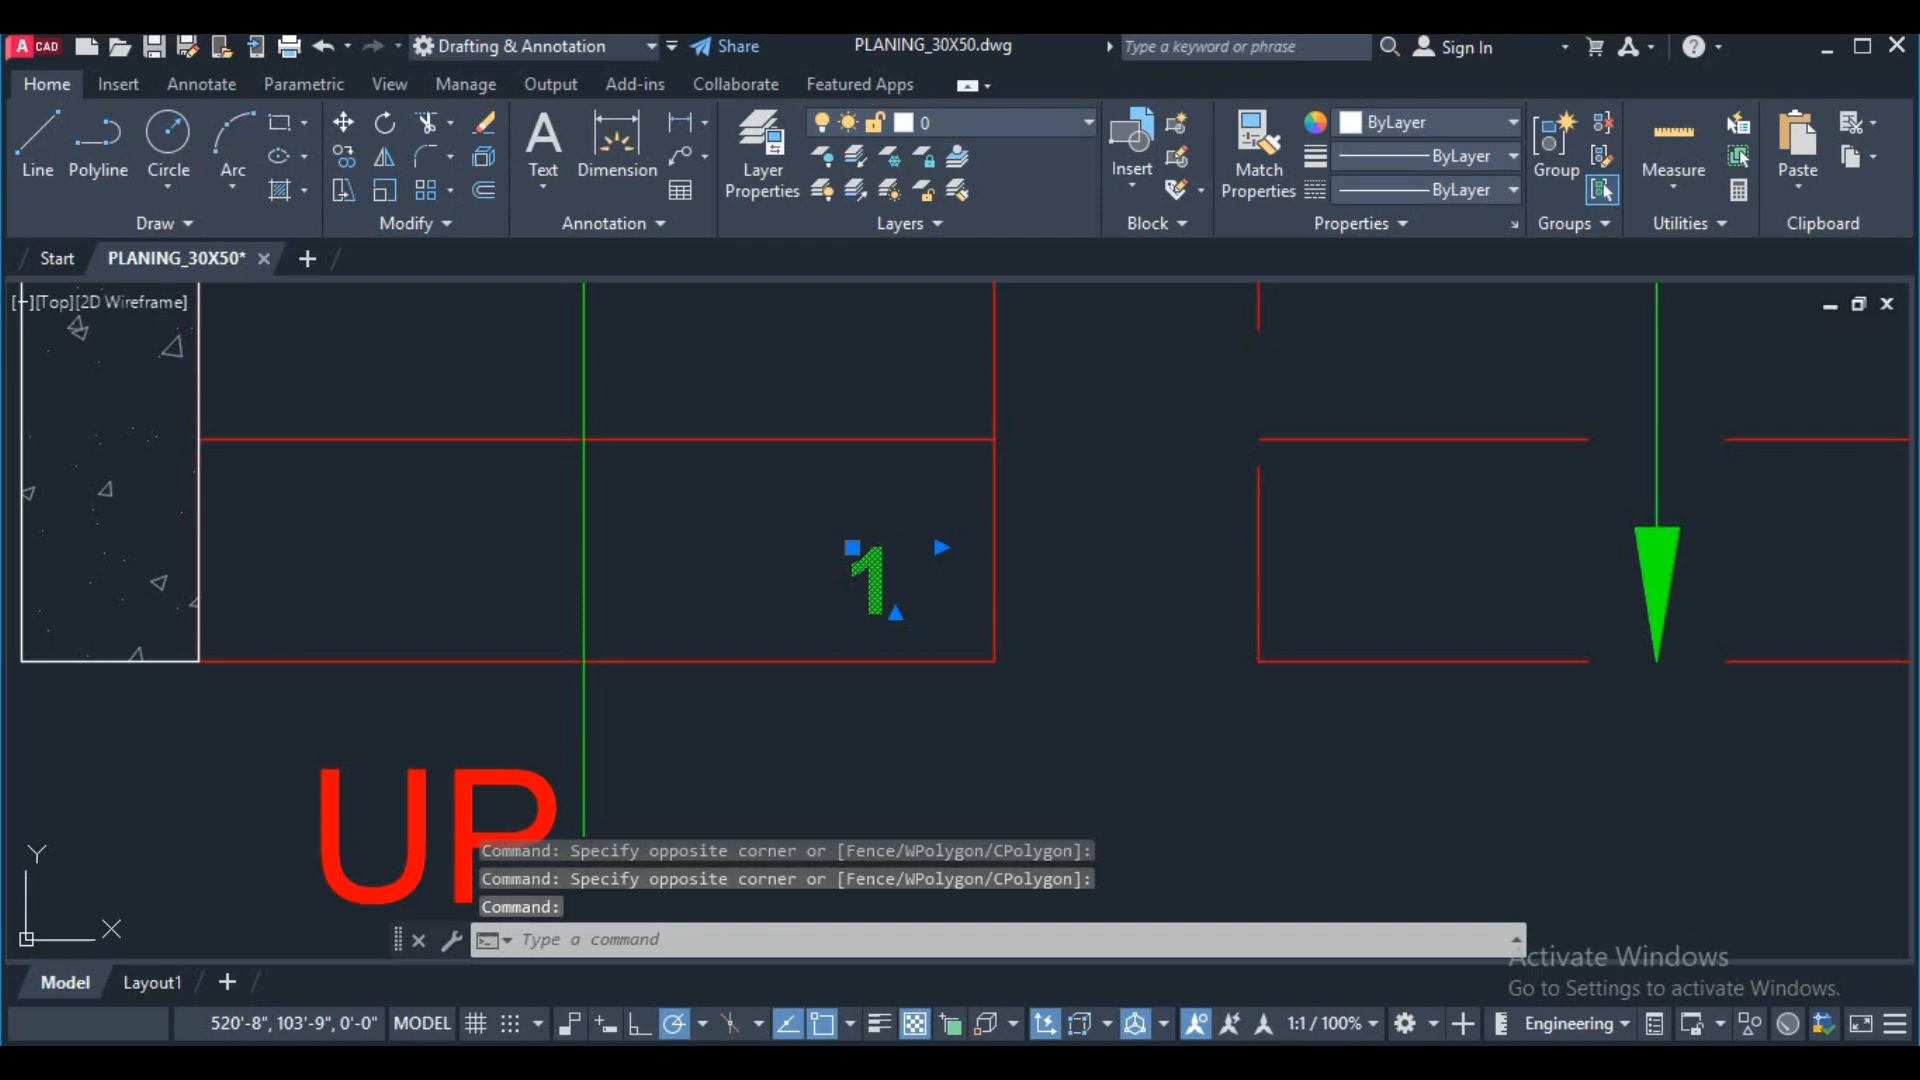 A CAD Drafting & Annotation Share PLANING_30X50.dwg Type a keyword or phrase Sign In
Home Insert Annotate Parametric View Manage Output Add-ins Collaborate Featured Apps
0 ByLayer
Line Polyline Circle Arc Text Dimension Layer Properties Insert Match Properties ByLayer ByLayer Group Measure Paste
Draw Modify Annotation Layers Block Properties Groups Utilities Clipboard
Start PLANING_30X50*
[−][Top][2D Wireframe]
1
UP
Command: Specify opposite corner or [Fence/WPolygon/CPolygon]:
Command: Specify opposite corner or [Fence/WPolygon/CPolygon]:
Command:
Y
X
Type a command
Activate Windows
Go to Settings to activate Windows.
Model Layout1
520'-8", 103'-9", 0'-0" MODEL 1:1 / 100% Engineering